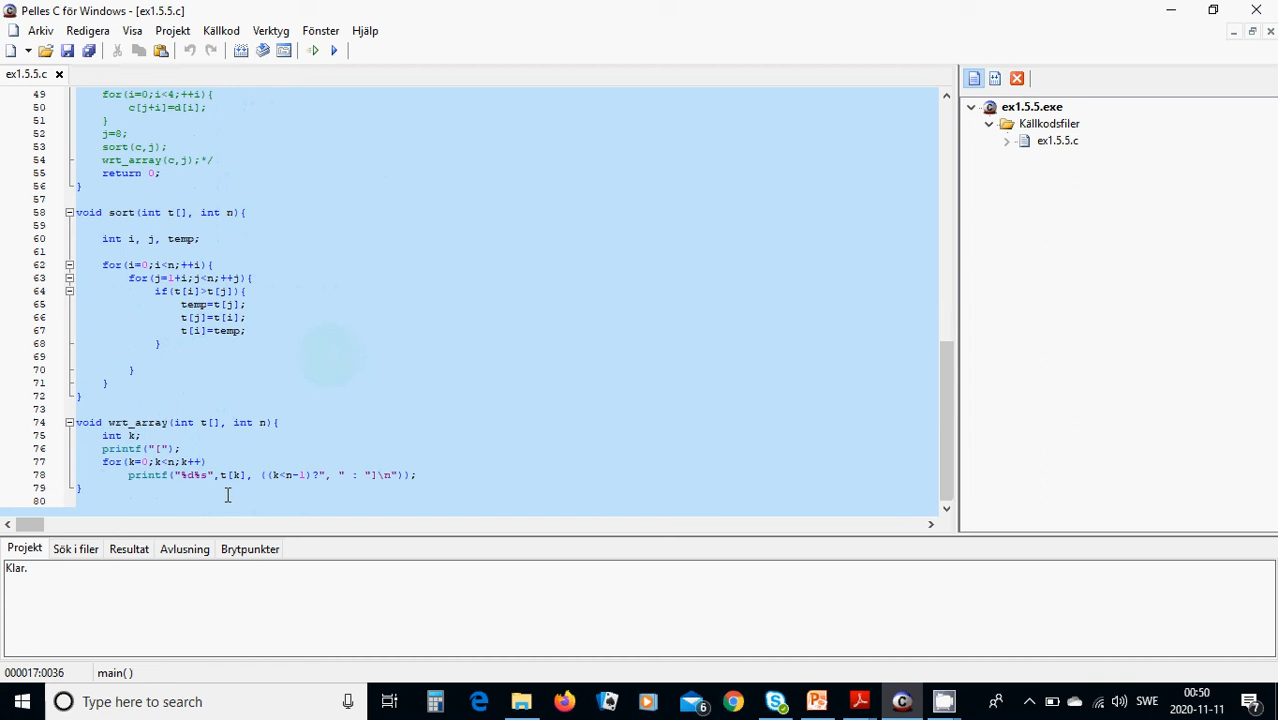 Pelles C för Windows - [ex1.5.5.c]
Arkiv Redigera Visa Projekt Källkod Verktyg Fönster Hjälp
ex1.5.5.c
49 for(i=0;i<4;++i){
50 c[j+i]=d[i];
51 }
52 j=8;
53 sort(c,j);
54 wrt_array(c,j);*/
55 return 0;
56 }
57
58 void sort(int t[], int n){
59
60 int i, j, temp;
61
62 for(i=0;i<n;++i){
63 for(j=1+i;j<n;++j){
64 if(t[i]>t[j]){
65 temp=t[j];
66 t[j]=t[i];
67 t[i]=temp;
68 }
69
70 }
71 }
72 }
73
74 void wrt_array(int t[], int n){
75 int k;
76 printf("[");
77 for(k=0;k<n;k++)
78 printf("%d%s",t[k], ((k<n-1)?", " : "]\n"));
79 }
80
ex1.5.5.exe
Källkodsfiler
ex1.5.5.c
Projekt Sök i filer Resultat Avlusning Brytpunkter
Klar.
000017:0036 main( )
Type here to search
6
SWE
00:50
2020-11-11
7